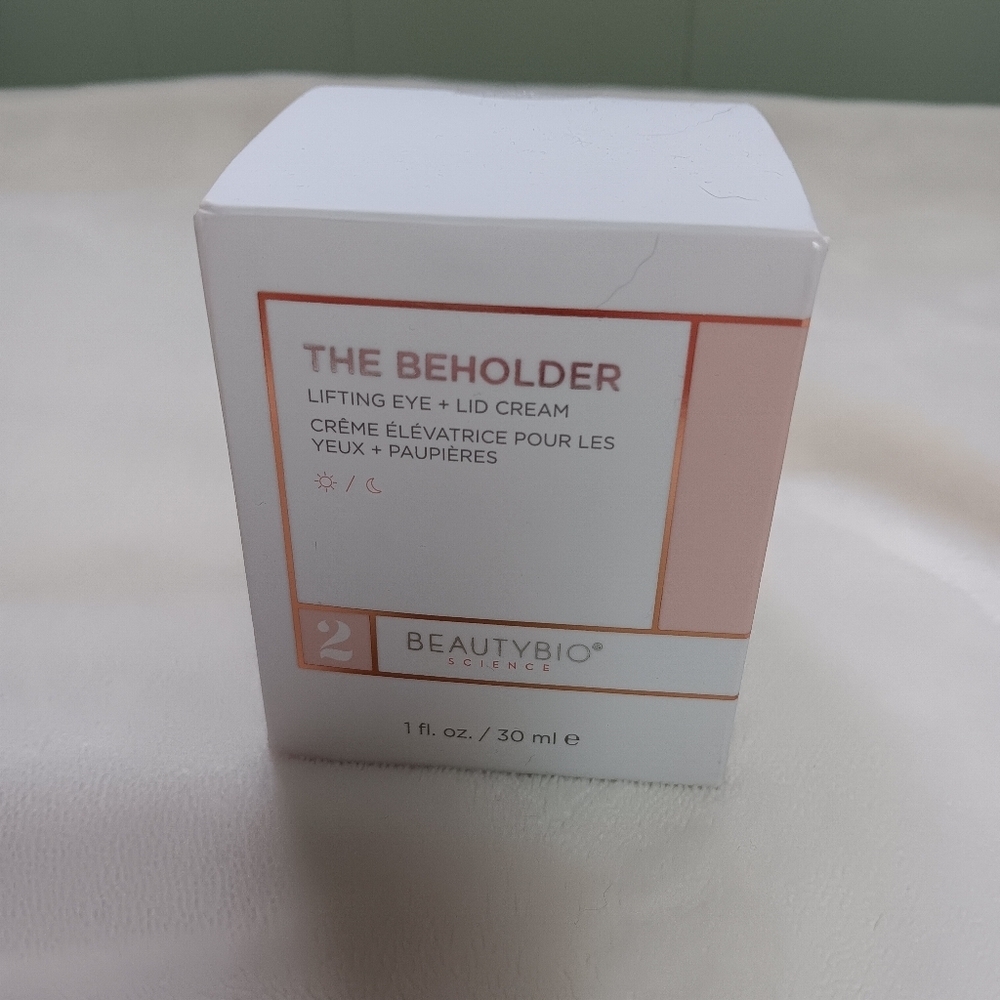 THE BEHOLDER
LIFTING EYE + LID CREAM
CRÊME ÉLÉVATRICE POUR LES
YEUX + PAUPIÈRES
/
2
BEAUTYBIO®
SCIENCE
1 fl. oz. / 30 ml ℮